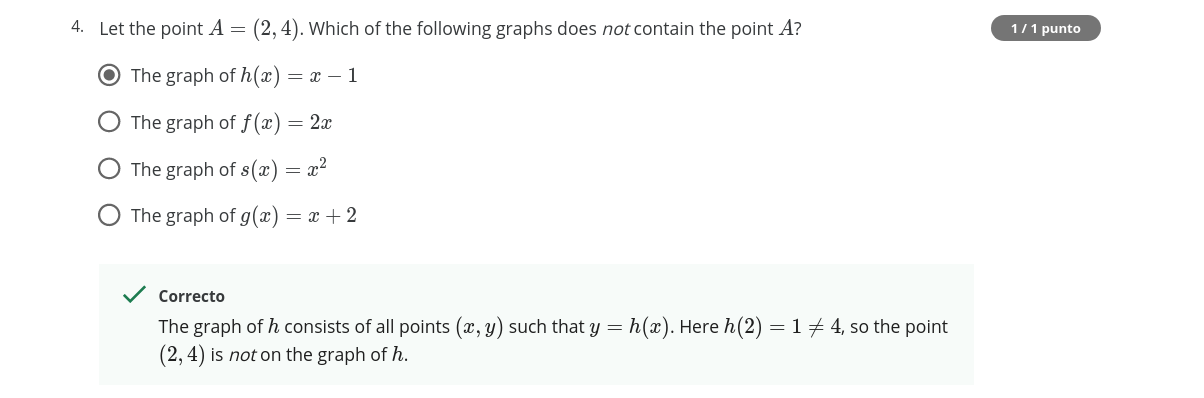 4. Let the point A = (2, 4). Which of the following graphs does not contain the point A?
1 / 1 punto
The graph of h(x) = x − 1
The graph of f(x) = 2x
The graph of s(x) = x²
The graph of g(x) = x + 2
Correcto
The graph of h consists of all points (x, y) such that y = h(x). Here h(2) = 1 ≠ 4, so the point
(2, 4) is not on the graph of h.